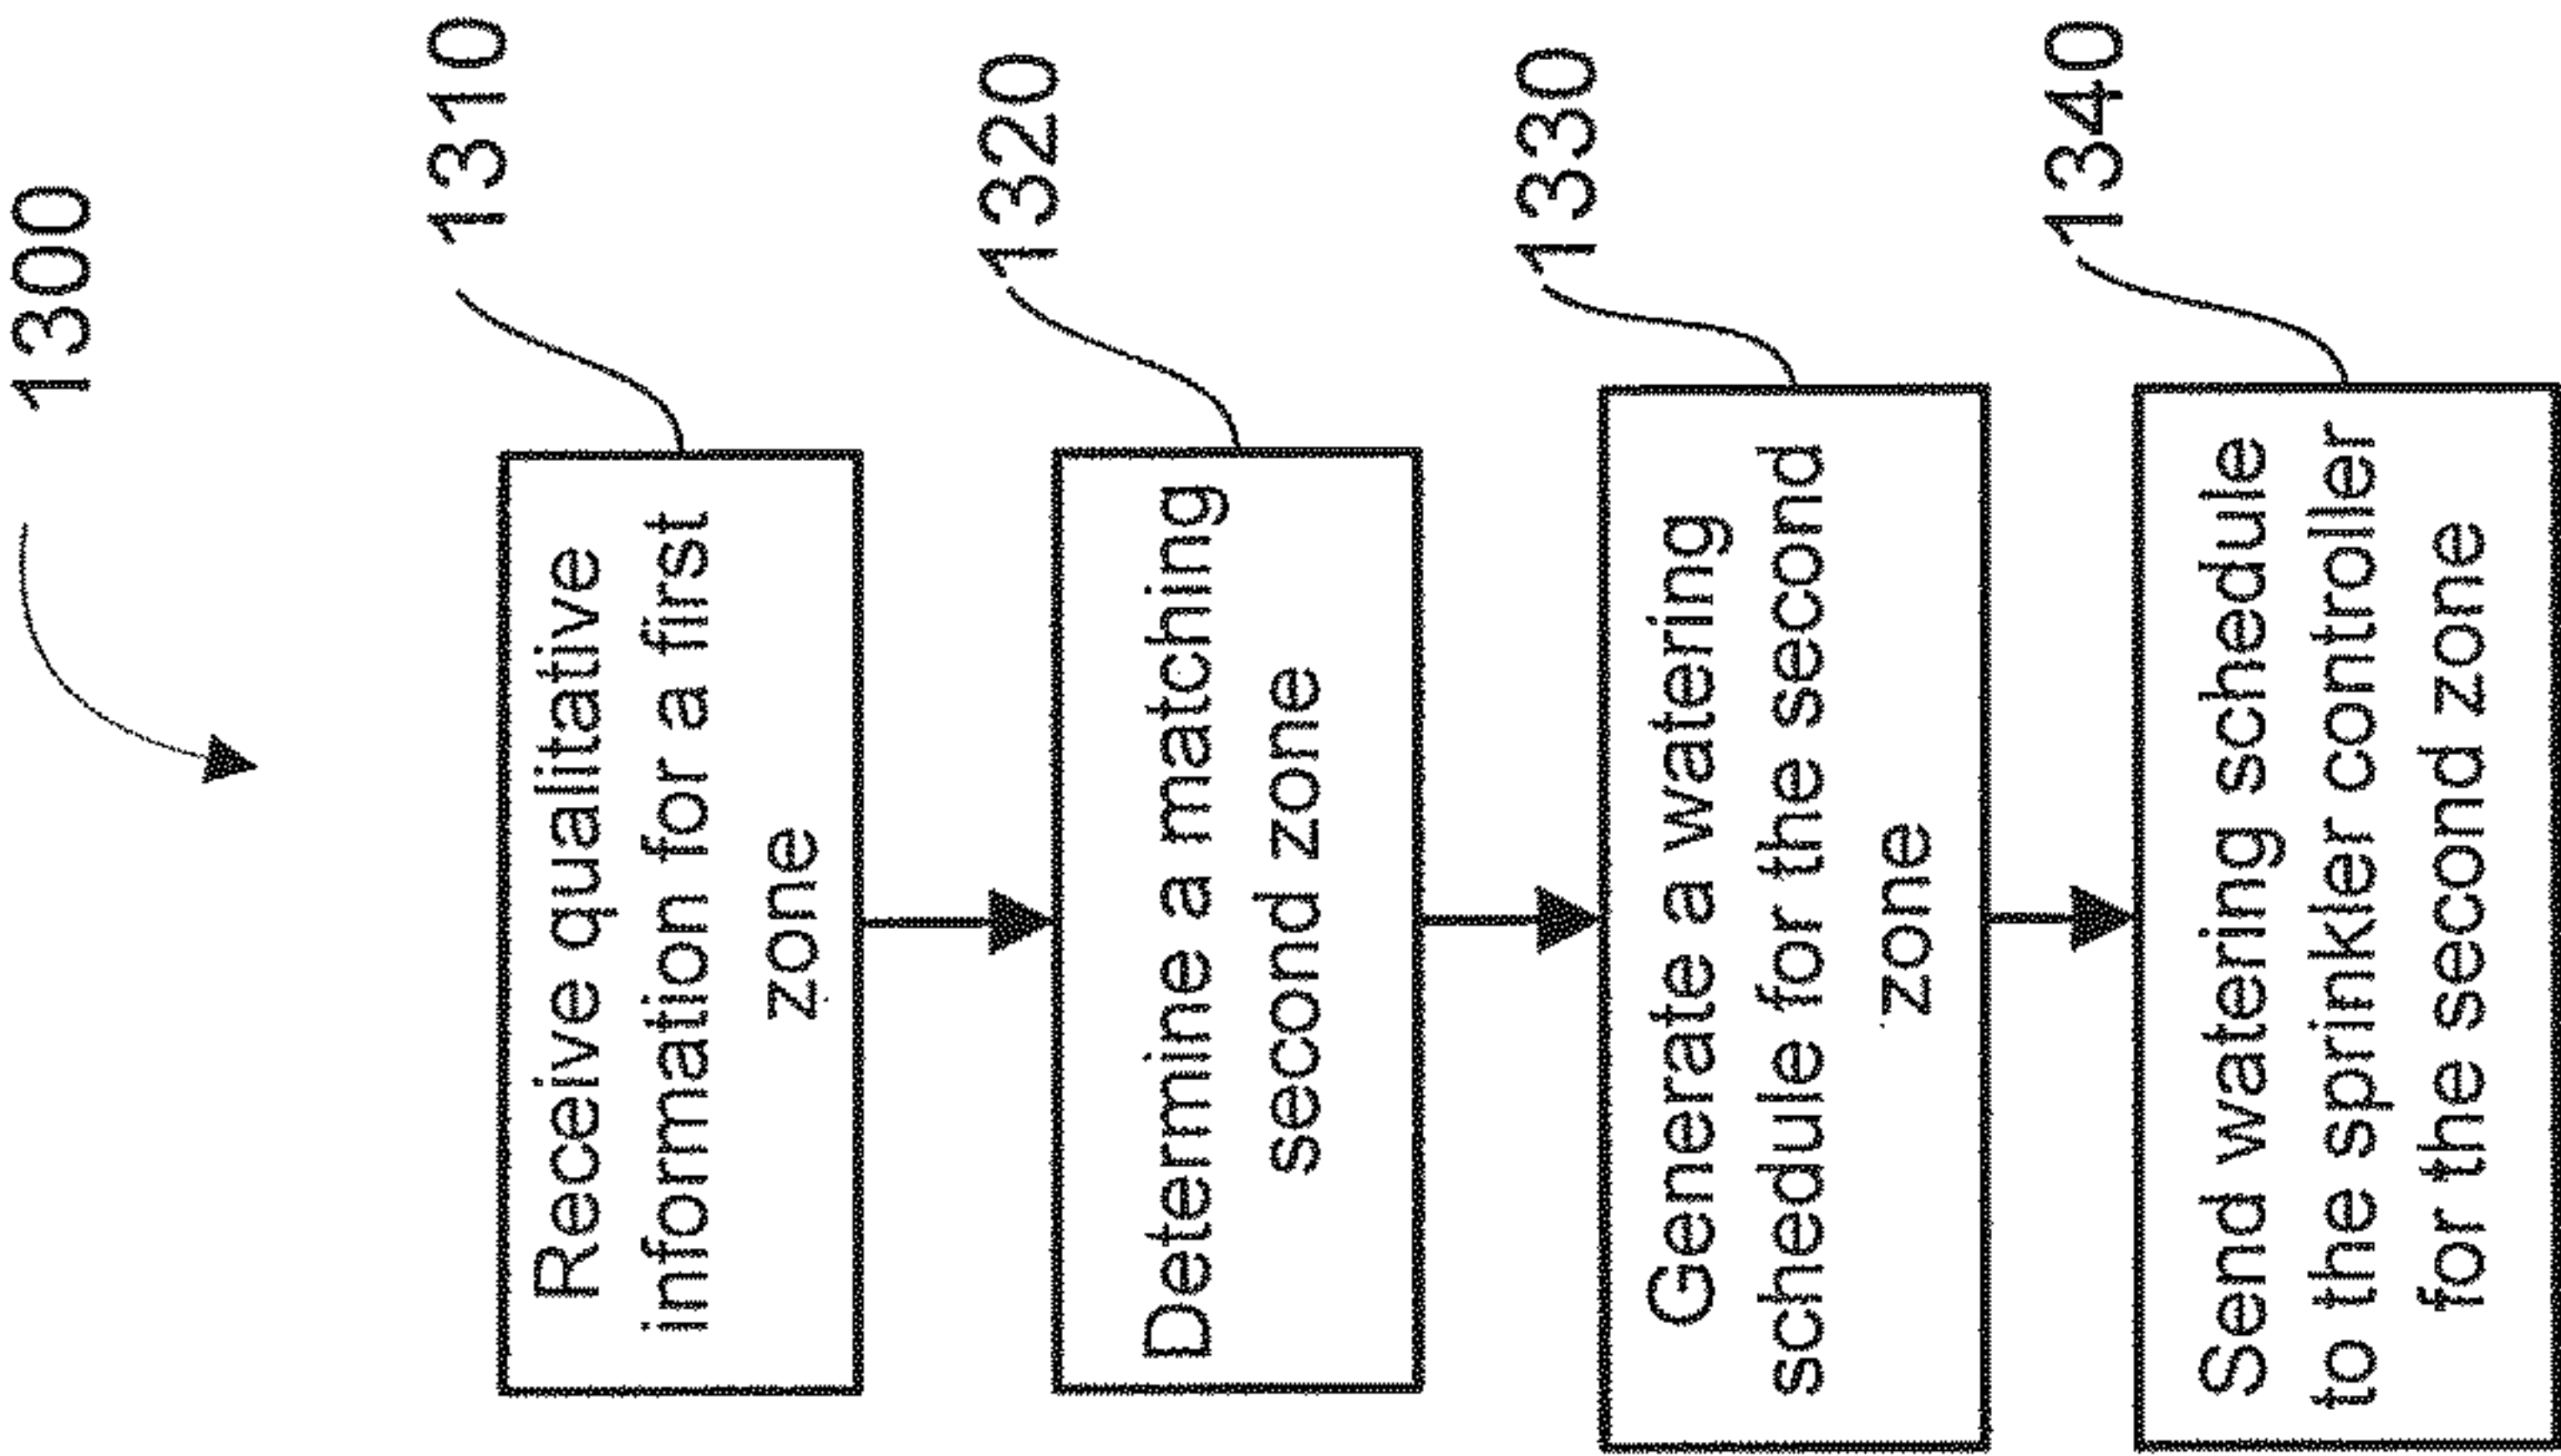 1300
1310
Receive qualitative
information for a first
zone
1320
Determine a matching
second zone
1330
Generate a watering
schedule for the second
zone
1340
Send watering schedule
to the sprinkler controller
for the second zone